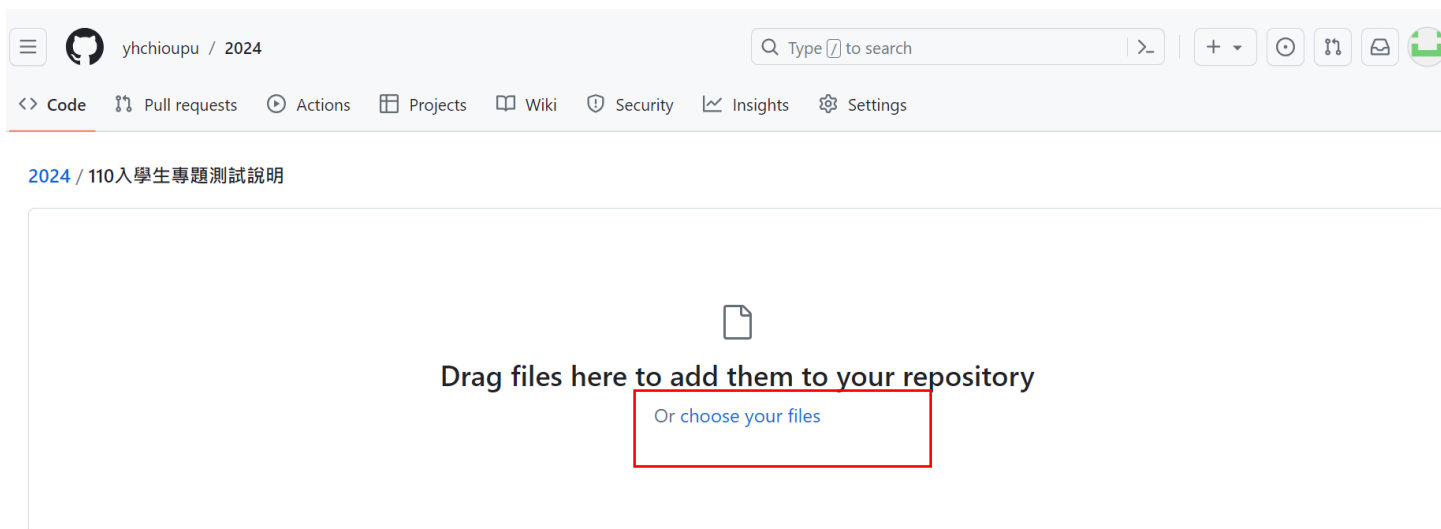 yhchioupu / 2024
Type / to search
Code Pull requests Actions Projects Wiki Security Insights Settings
2024 / 110入學生專題測試說明
Drag files here to add them to your repository
Or choose your files